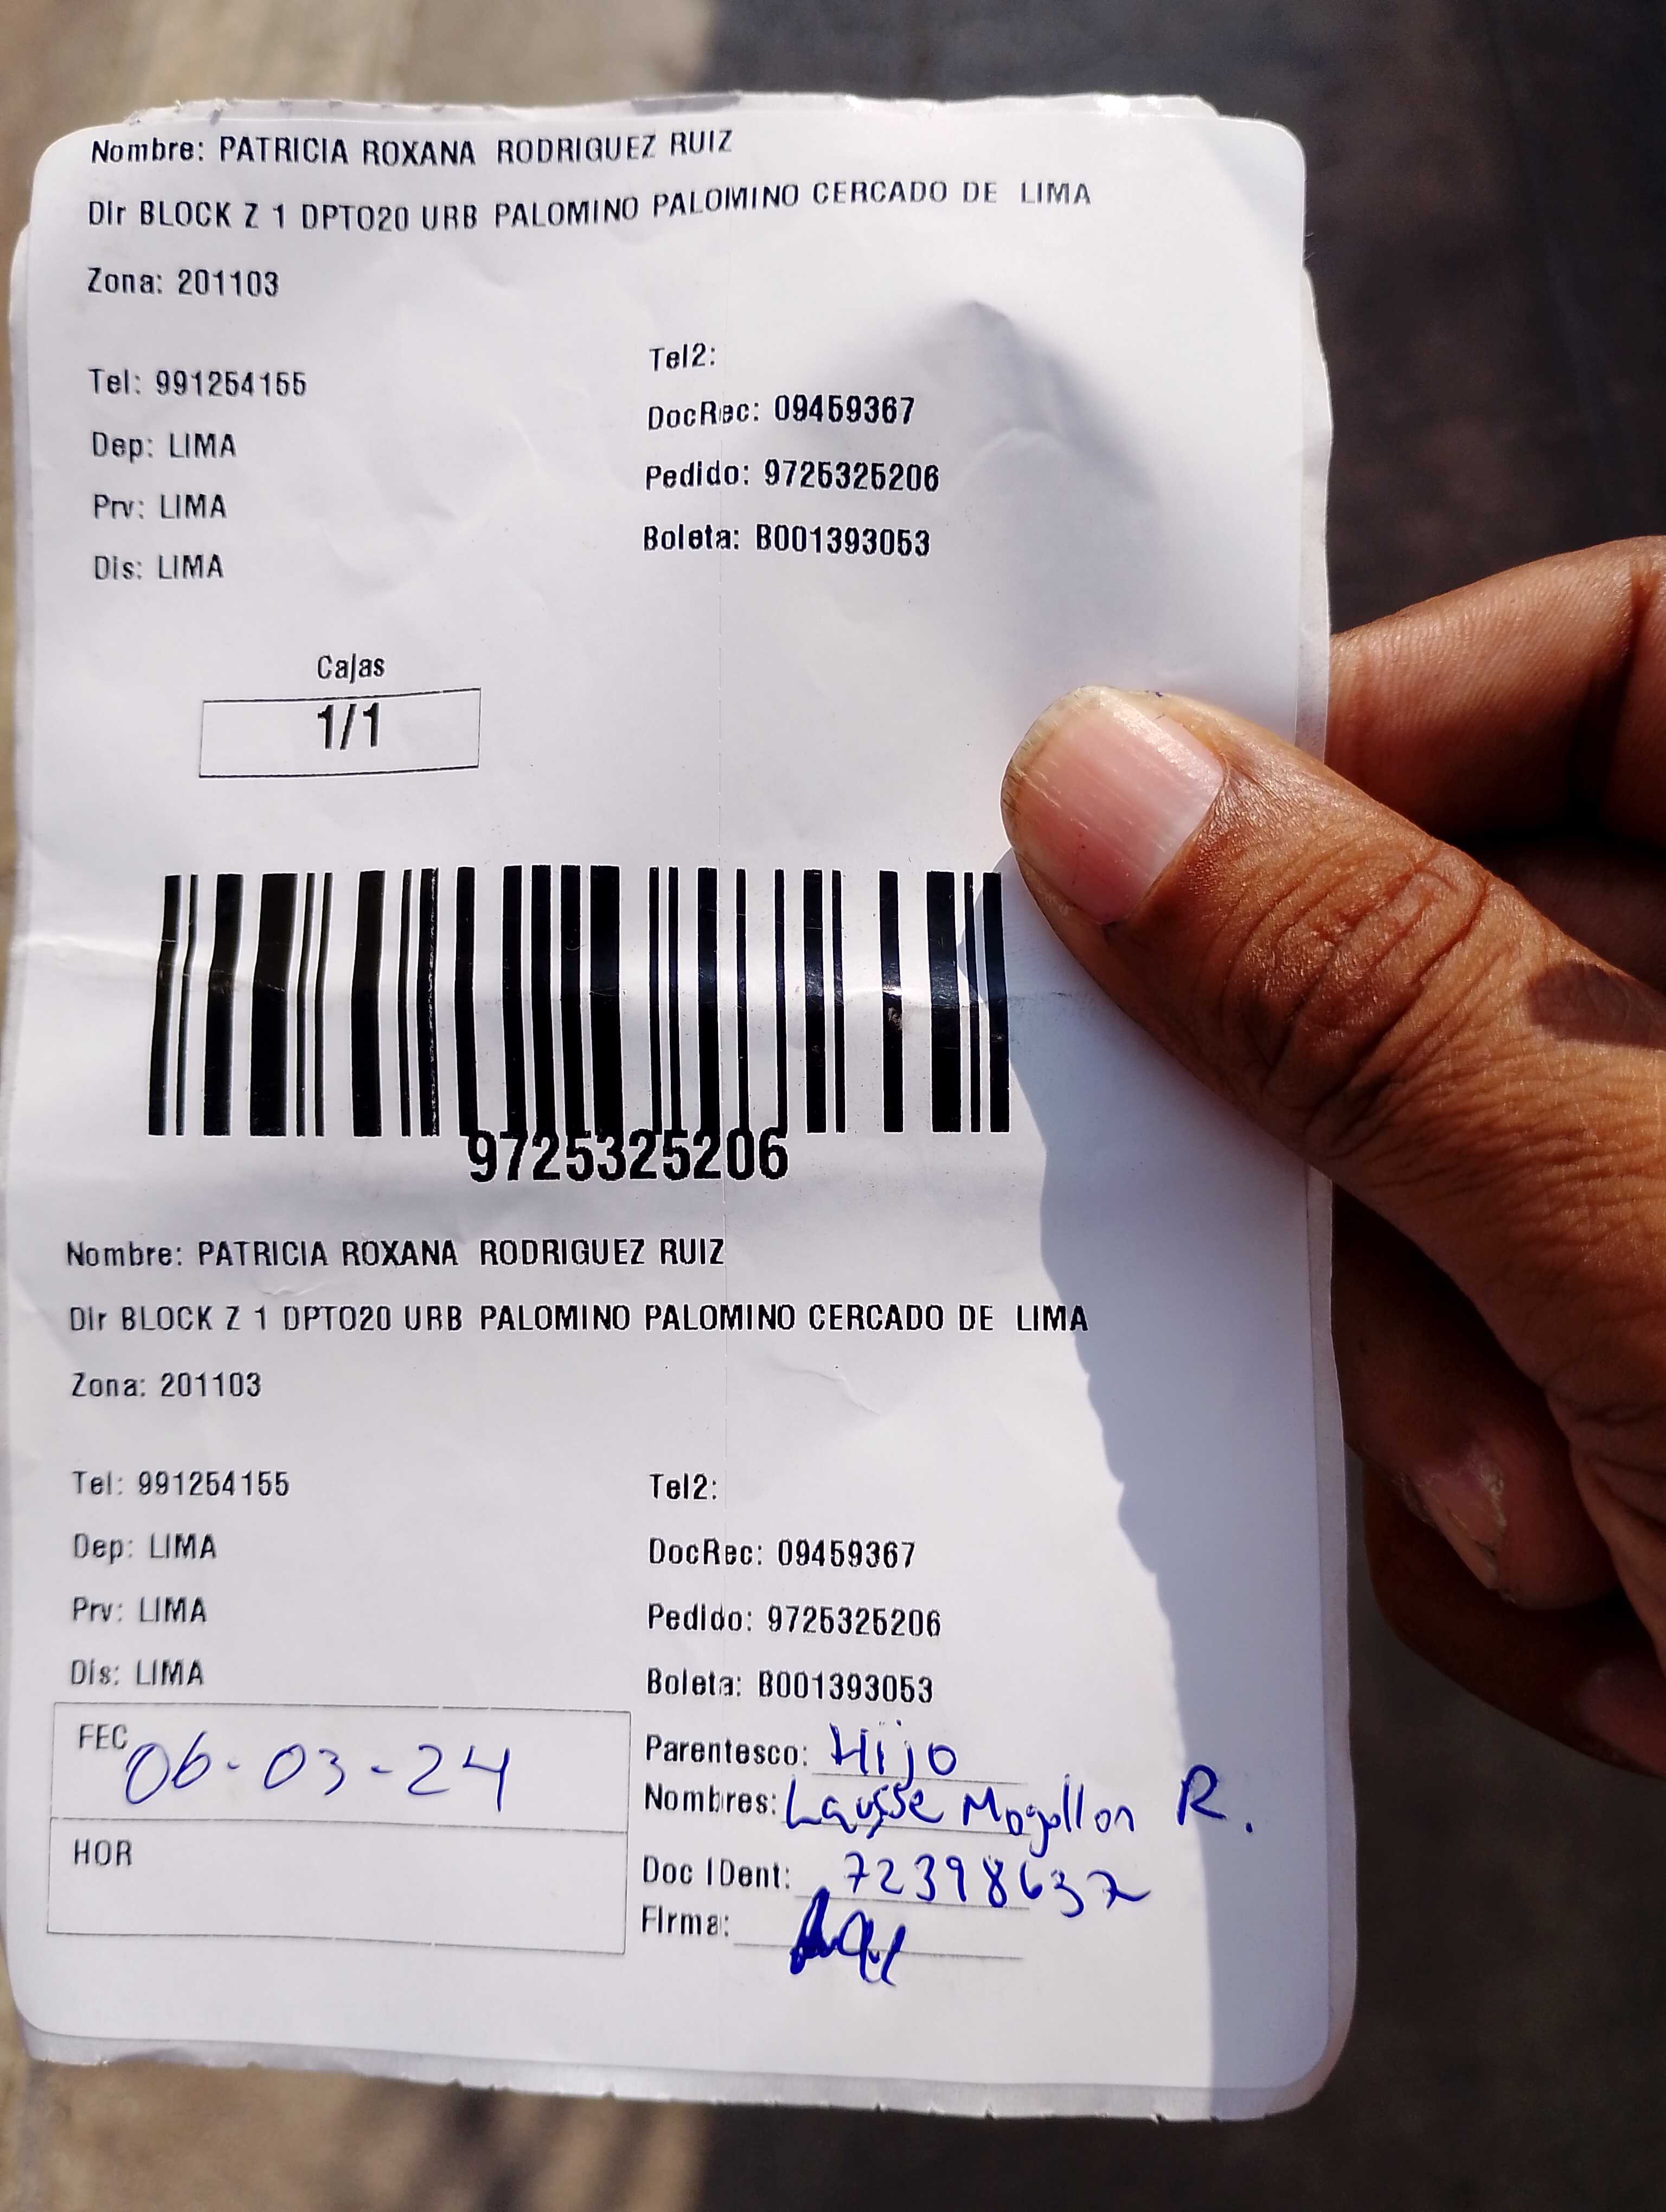 Nombre: PATRICIA ROXANA RODRIGUEZ RUIZ
Dir BLOCK Z 1 DPTO20 URB PALOMINO PALOMINO CERCADO DE LIMA
Zona: 201103
Tel: 991254155
Tel2:
Dep: LIMA
DocRec: 09459367
Prv: LIMA
Pedido: 9725325206
Dis: LIMA
Boleta: B001393053
Cajas
1/1
9725325206
Nombre: PATRICIA ROXANA RODRIGUEZ RUIZ
Dir BLOCK Z 1 DPTO20 URB PALOMINO PALOMINO CERCADO DE LIMA
Zona: 201103
Tel: 991254155
Tel2:
Dep: LIMA
DocRec: 09459367
Prv: LIMA
Pedido: 9725325206
Dis: LIMA
Boleta: B001393053
FEC 06-03-24
HOR
Parentesco: Hijo
Nombres: Mogollon R.
Doc IDent: 72398637
Firma: